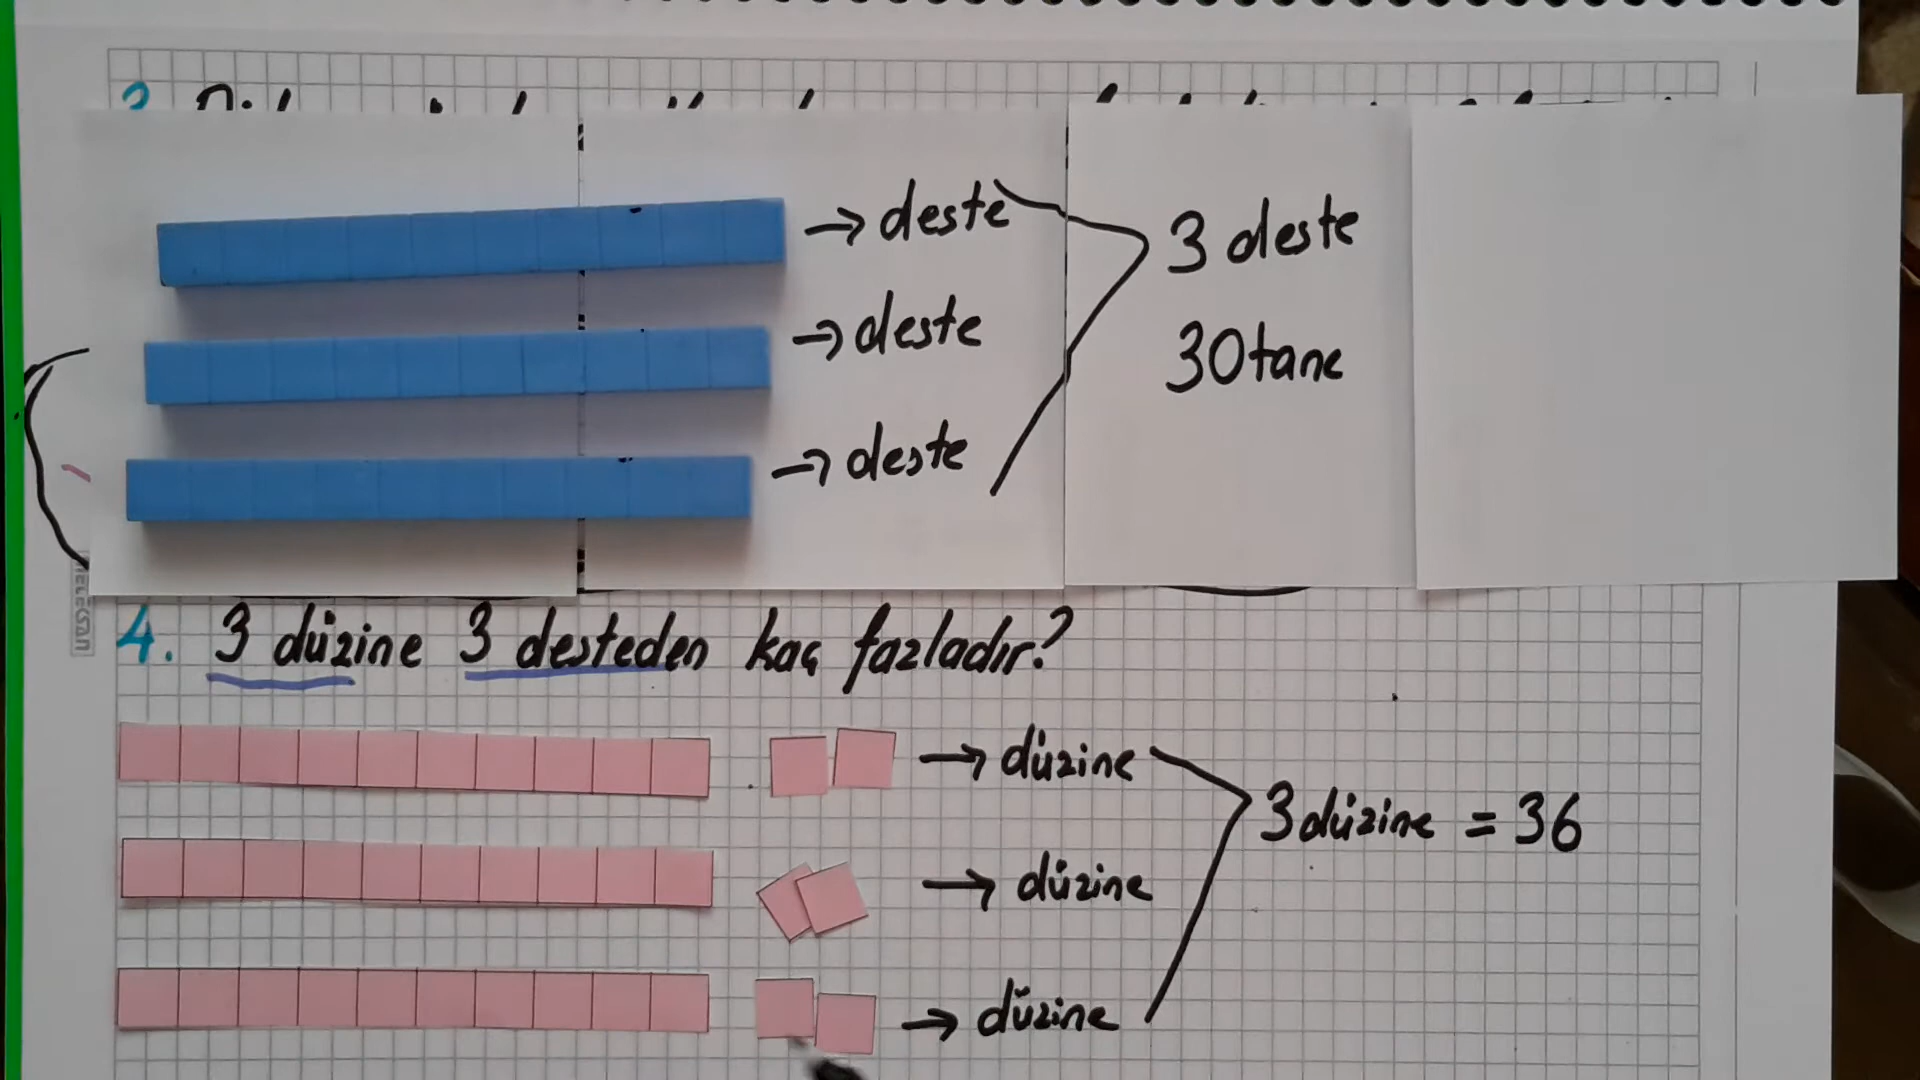 → deste
→ deste
→ deste
3 deste
30 tane
4. 3 düzine 3 desteden kaç fazladır?
→ düzine
→ düzine
→ düzine
3 düzine = 36